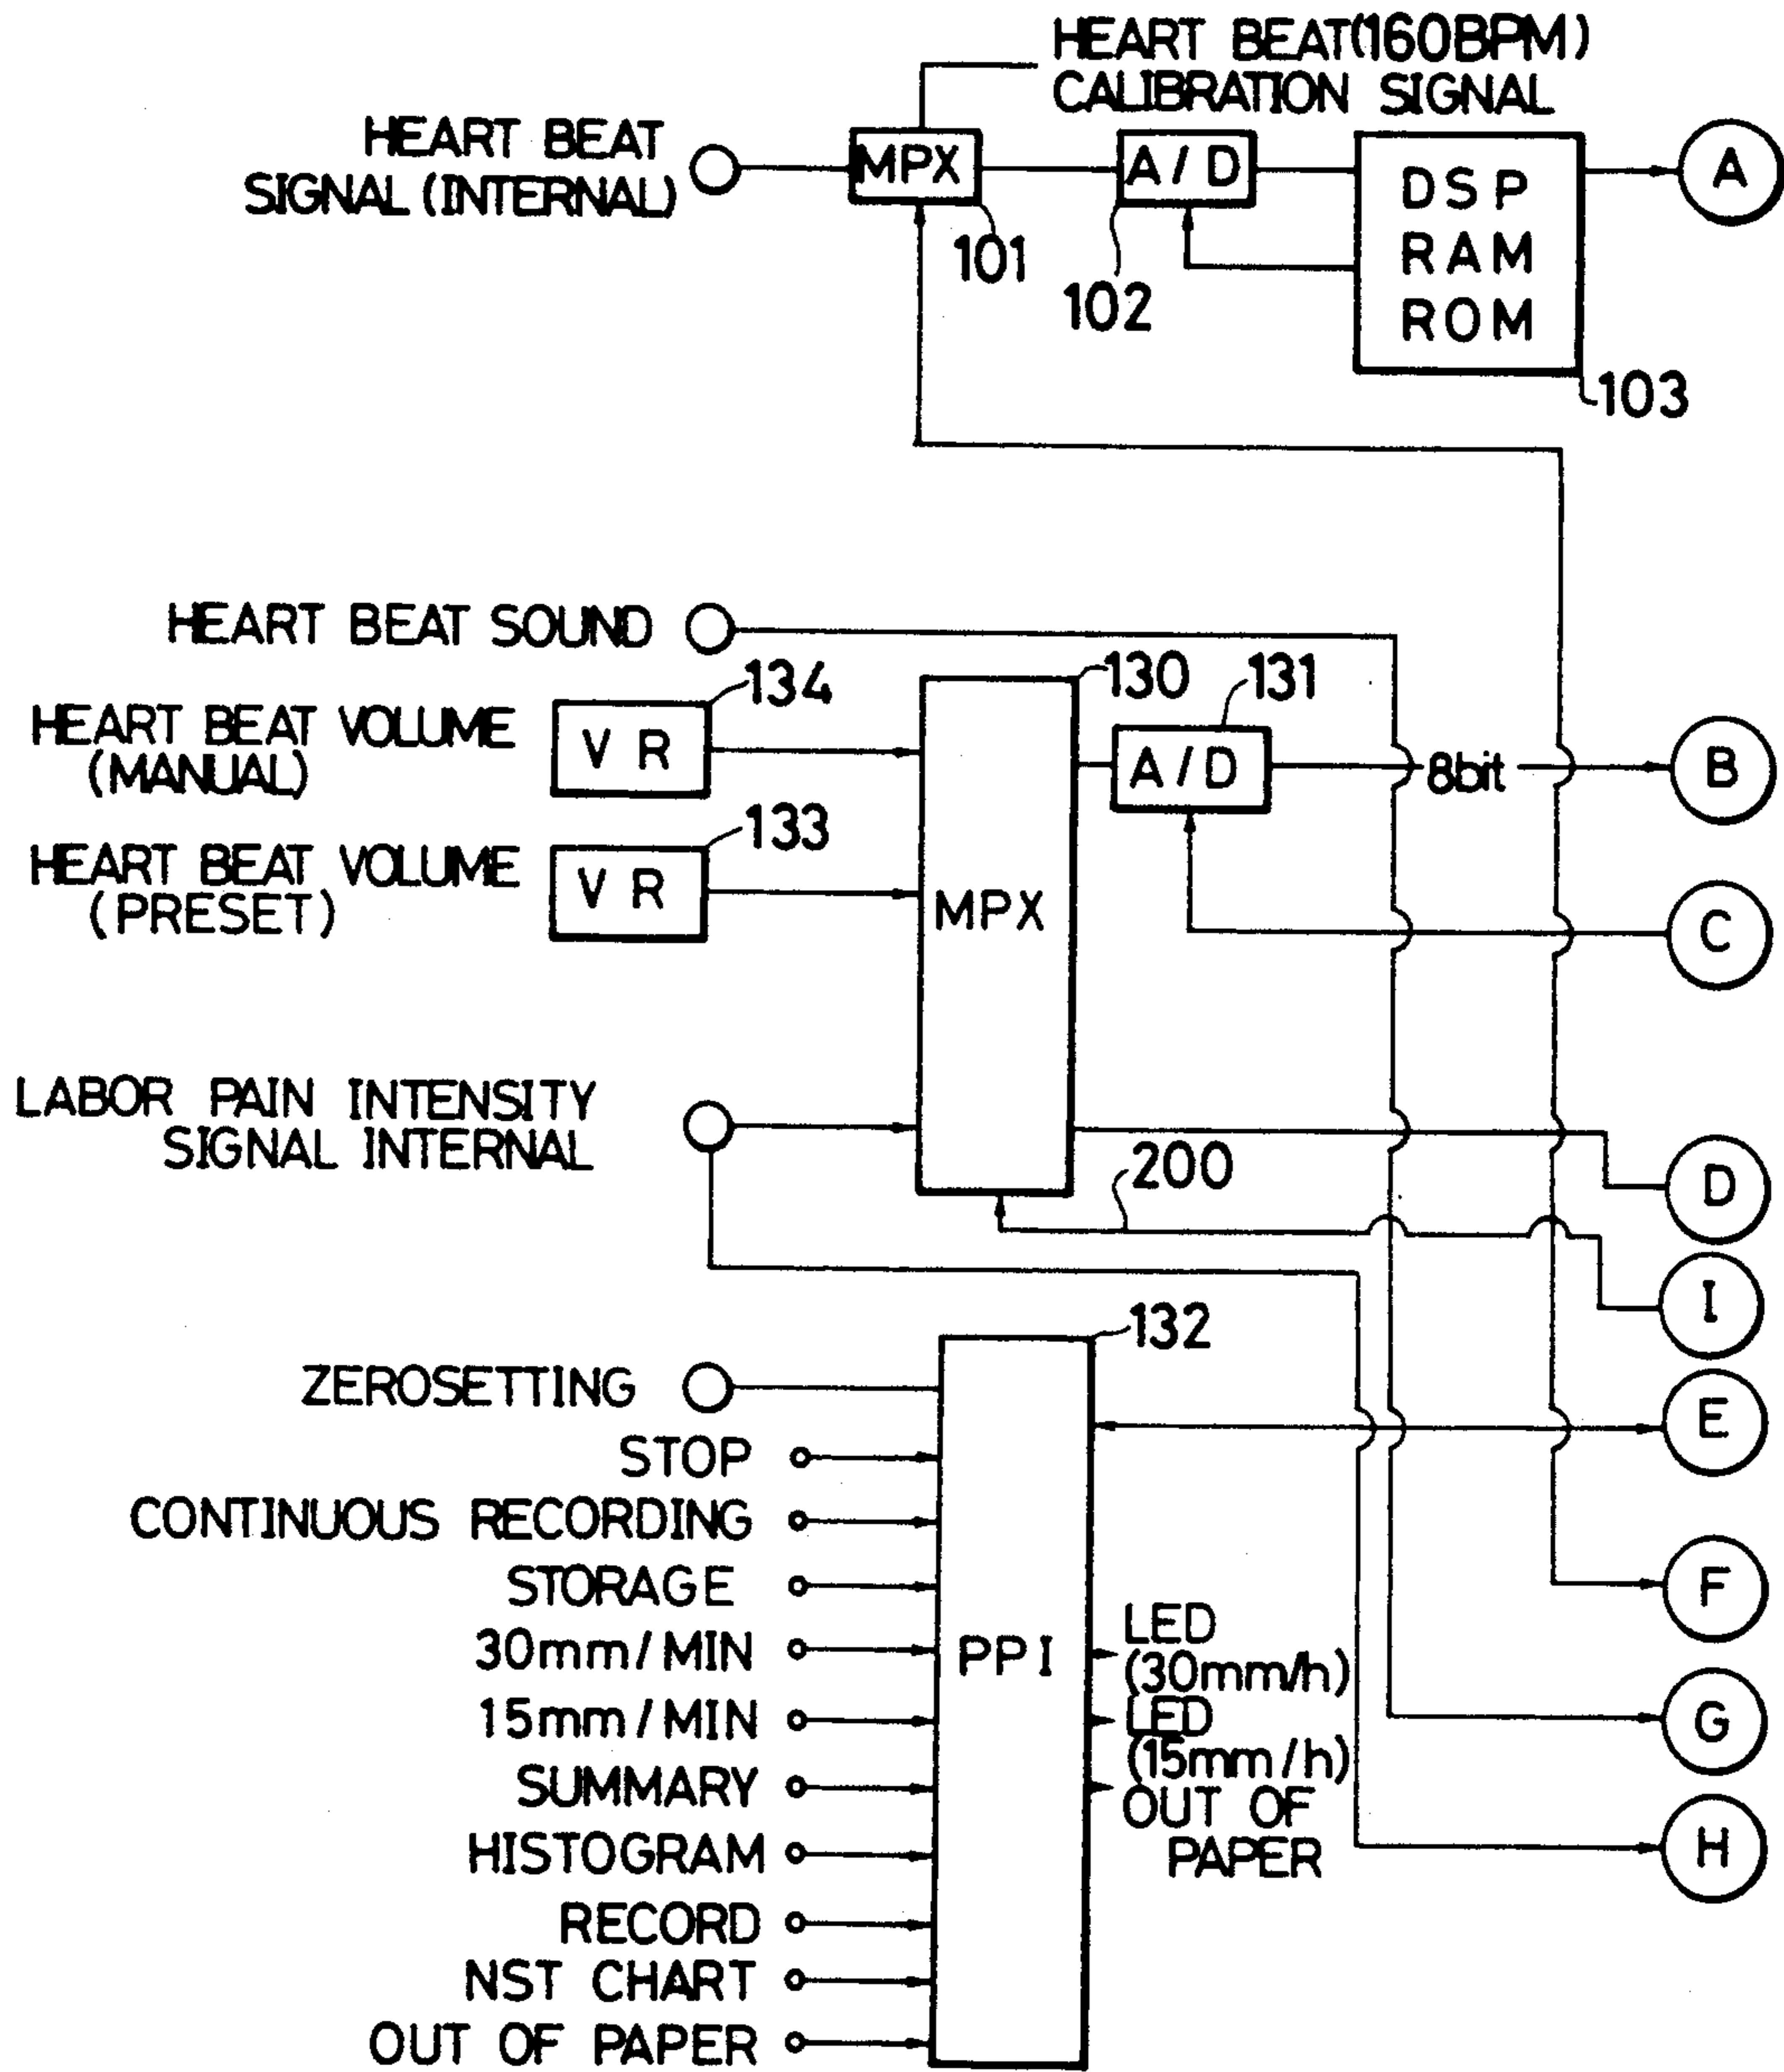 HEART BEAT(160BPM)
CALIBRATION SIGNAL
HEART BEAT
SIGNAL (INTERNAL)
MPX
A/D
DSP
RAM
ROM
A
101
102
103
HEART BEAT SOUND
134
130
131
HEART BEAT VOLUME
(MANUAL)
VR
A/D
8bit
B
133
HEART BEAT VOLUME
(PRESET)
VR
MPX
C
LABOR PAIN INTENSITY
SIGNAL INTERNAL
200
D
I
132
ZEROSETTING
E
STOP
CONTINUOUS RECORDING
STORAGE
F
30mm/MIN
PPI
LED
(30mm/h)
15mm/MIN
LED
(15mm/h)
G
SUMMARY
OUT OF
PAPER
HISTOGRAM
H
RECORD
NST CHART
OUT OF PAPER